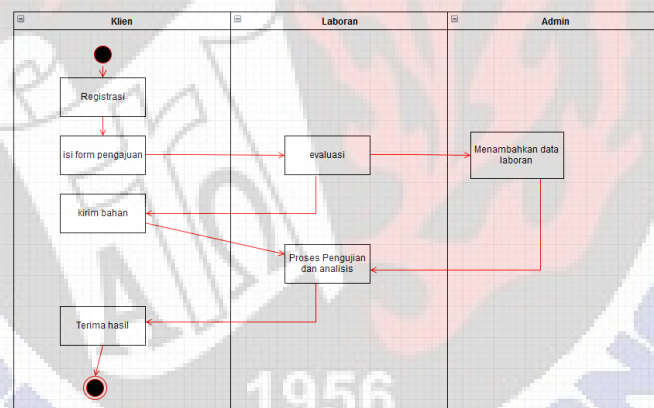 Klien
Laboran
Admin
Registrasi
isi form pengajuan
evaluasi
Menambahkan data
laboran
kirim bahan
Proses Pengujian
dan analisis
Terima hasil
1956